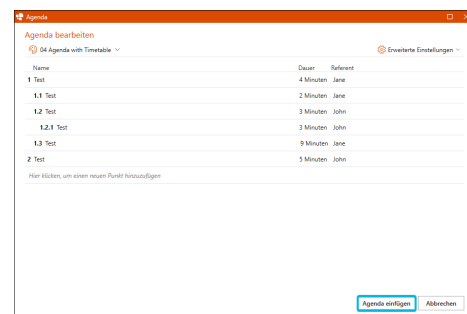 Agenda
Agenda bearbeiten
04 Agenda with Timetable
Erweiterte Einstellungen
Name Dauer Referent
1 Test 4 Minuten Jane
1.1 Test 2 Minuten Jane
1.2 Test 3 Minuten John
1.2.1 Test 3 Minuten John
1.3 Test 9 Minuten Jane
2 Test 5 Minuten John
Hier klicken, um einen neuen Punkt hinzuzufügen
Agenda einfügen Abbrechen